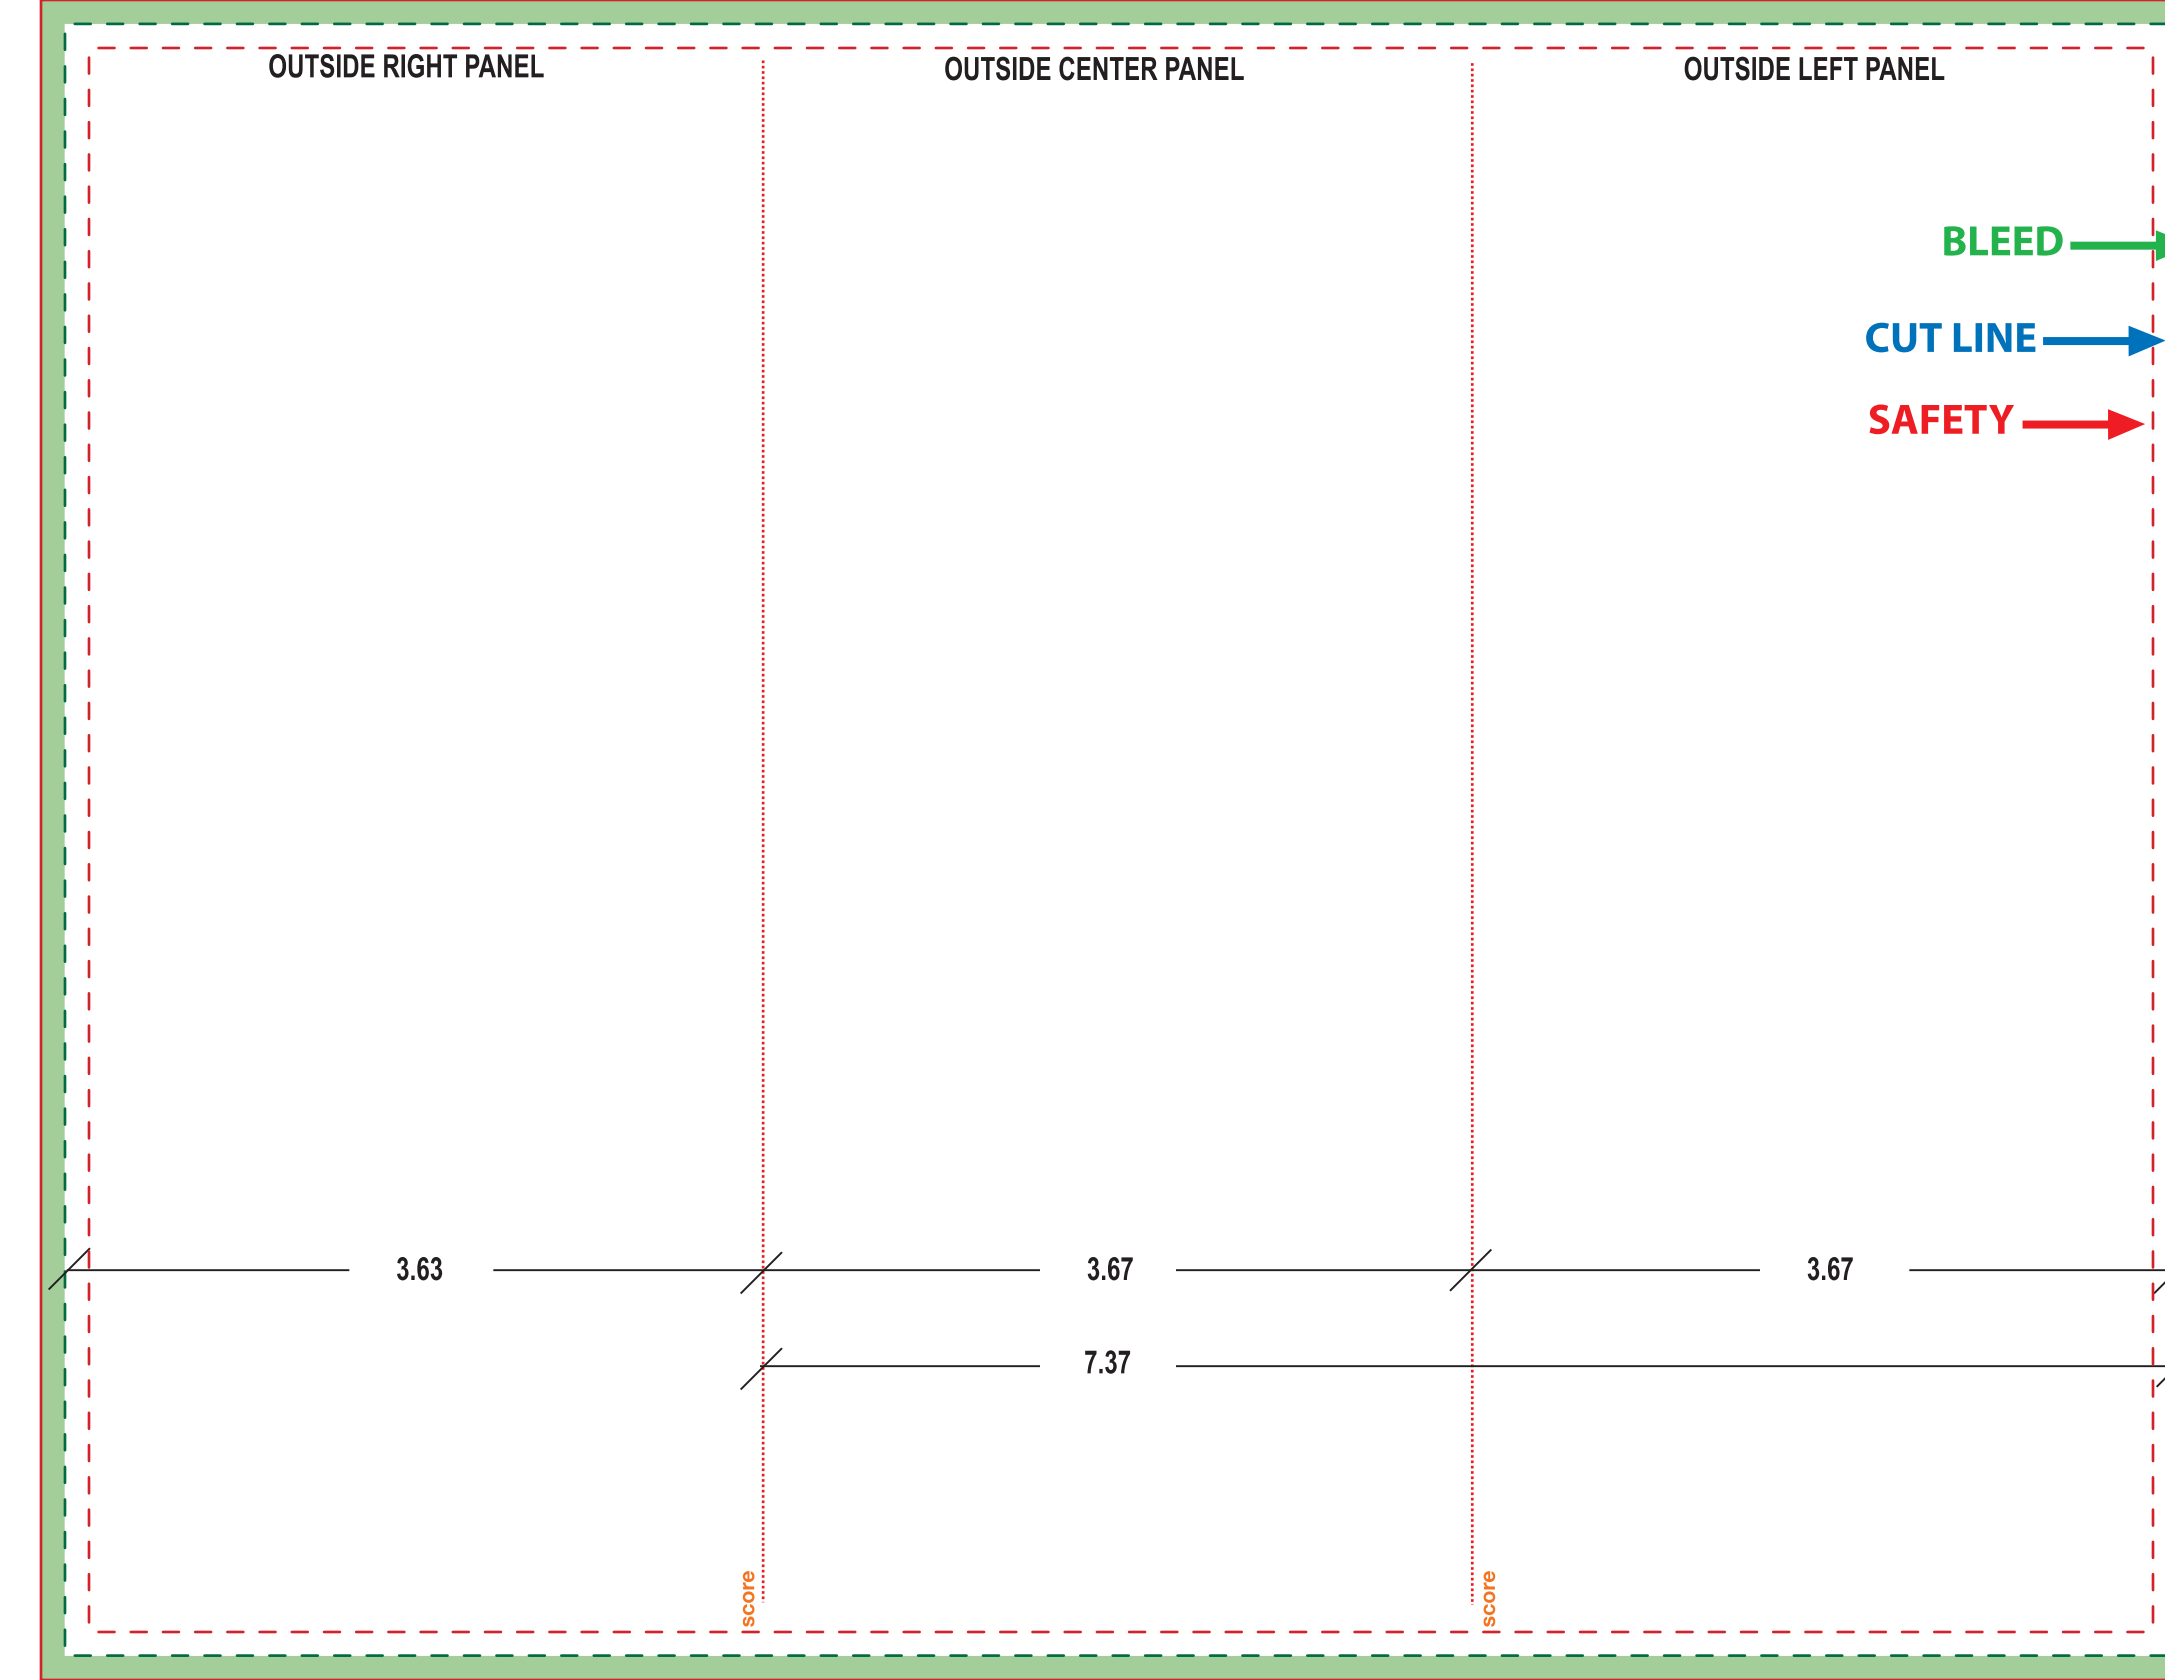 OUTSIDE RIGHT PANEL
OUTSIDE CENTER PANEL
OUTSIDE LEFT PANEL
BLEED
CUT LINE
SAFETY
3.63
3.67
3.67
7.37
score
score